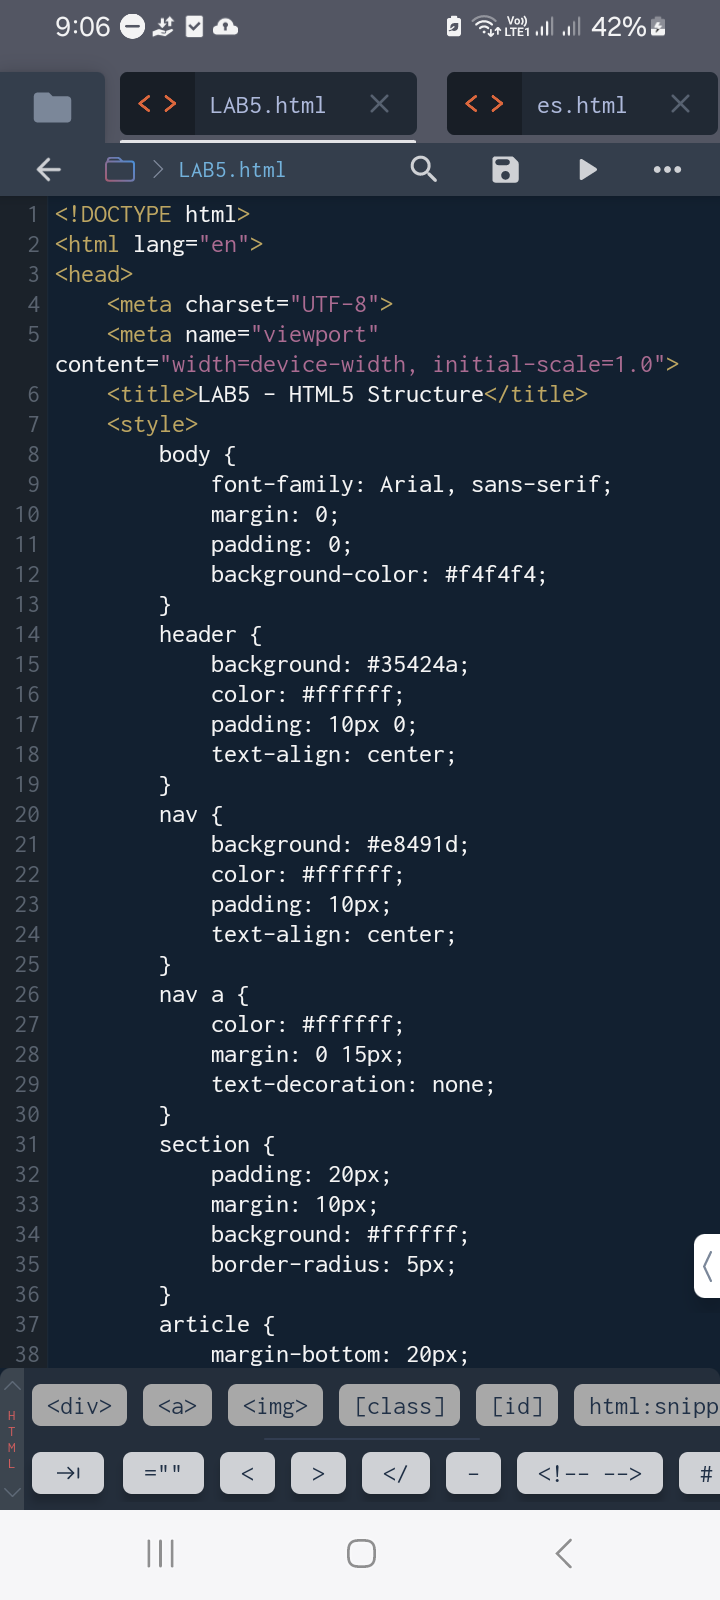 9:06 Vo)) LTE1 42%
LAB5.html es.html
LAB5.html
1 <!DOCTYPE html>
2 <html lang="en">
3 <head>
4 <meta charset="UTF-8">
5 <meta name="viewport"
content="width=device-width, initial-scale=1.0">
6 <title>LAB5 - HTML5 Structure</title>
7 <style>
8 body {
9 font-family: Arial, sans-serif;
10 margin: 0;
11 padding: 0;
12 background-color: #f4f4f4;
13 }
14 header {
15 background: #35424a;
16 color: #ffffff;
17 padding: 10px 0;
18 text-align: center;
19 }
20 nav {
21 background: #e8491d;
22 color: #ffffff;
23 padding: 10px;
24 text-align: center;
25 }
26 nav a {
27 color: #ffffff;
28 margin: 0 15px;
29 text-decoration: none;
30 }
31 section {
32 padding: 20px;
33 margin: 10px;
34 background: #ffffff;
35 border-radius: 5px;
36 }
37 article {
38 margin-bottom: 20px;
HTML
<div> <a> <img> [class] [id] html:snipp
="" < > </ - <!-- --> #